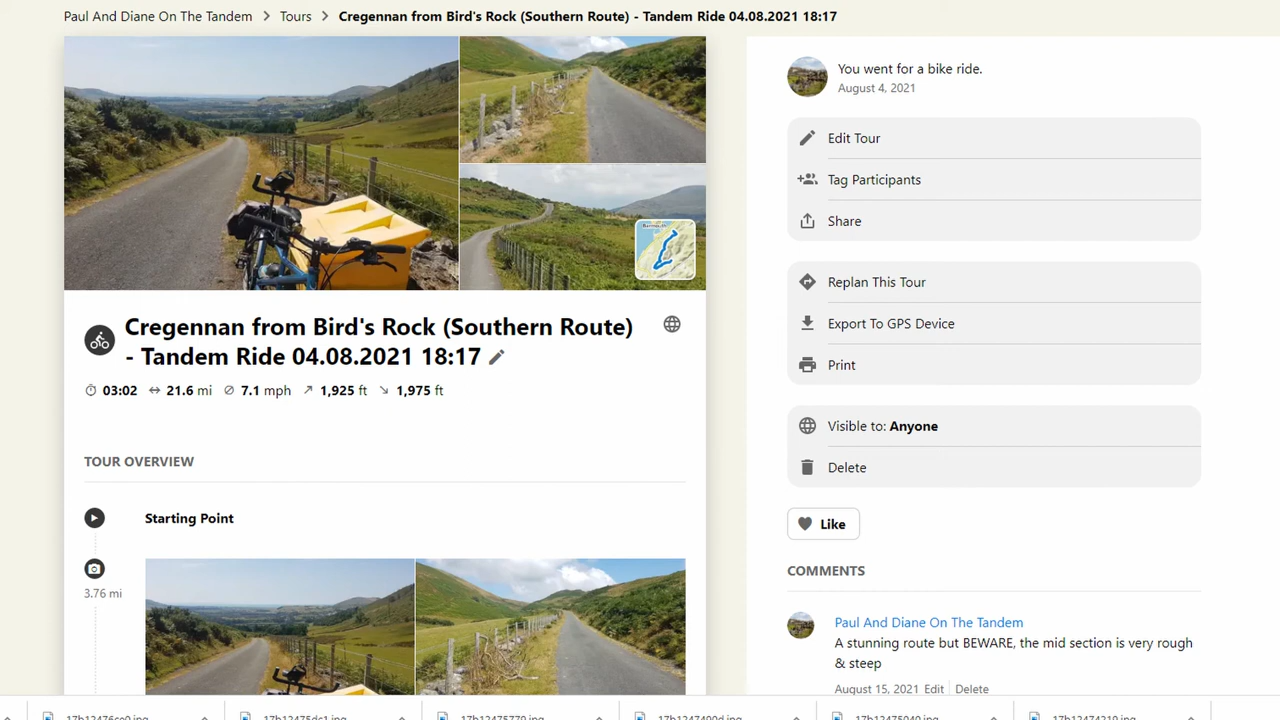 Paul And Diane On The Tandem > Tours > Cregennan from Bird's Rock (Southern Route) - Tandem Ride 04.08.2021 18:17
Barmouth
Cregennan from Bird's Rock (Southern Route)
- Tandem Ride 04.08.2021 18:17
03:02 21.6 mi 7.1 mph 1,925 ft 1,975 ft
TOUR OVERVIEW
Starting Point
3.76 mi
You went for a bike ride.
August 4, 2021
Edit Tour
Tag Participants
Share
Replan This Tour
Export To GPS Device
Print
Visible to: Anyone
Delete
Like
COMMENTS
Paul And Diane On The Tandem
A stunning route but BEWARE, the mid section is very rough
& steep
August 15, 2021 Edit Delete